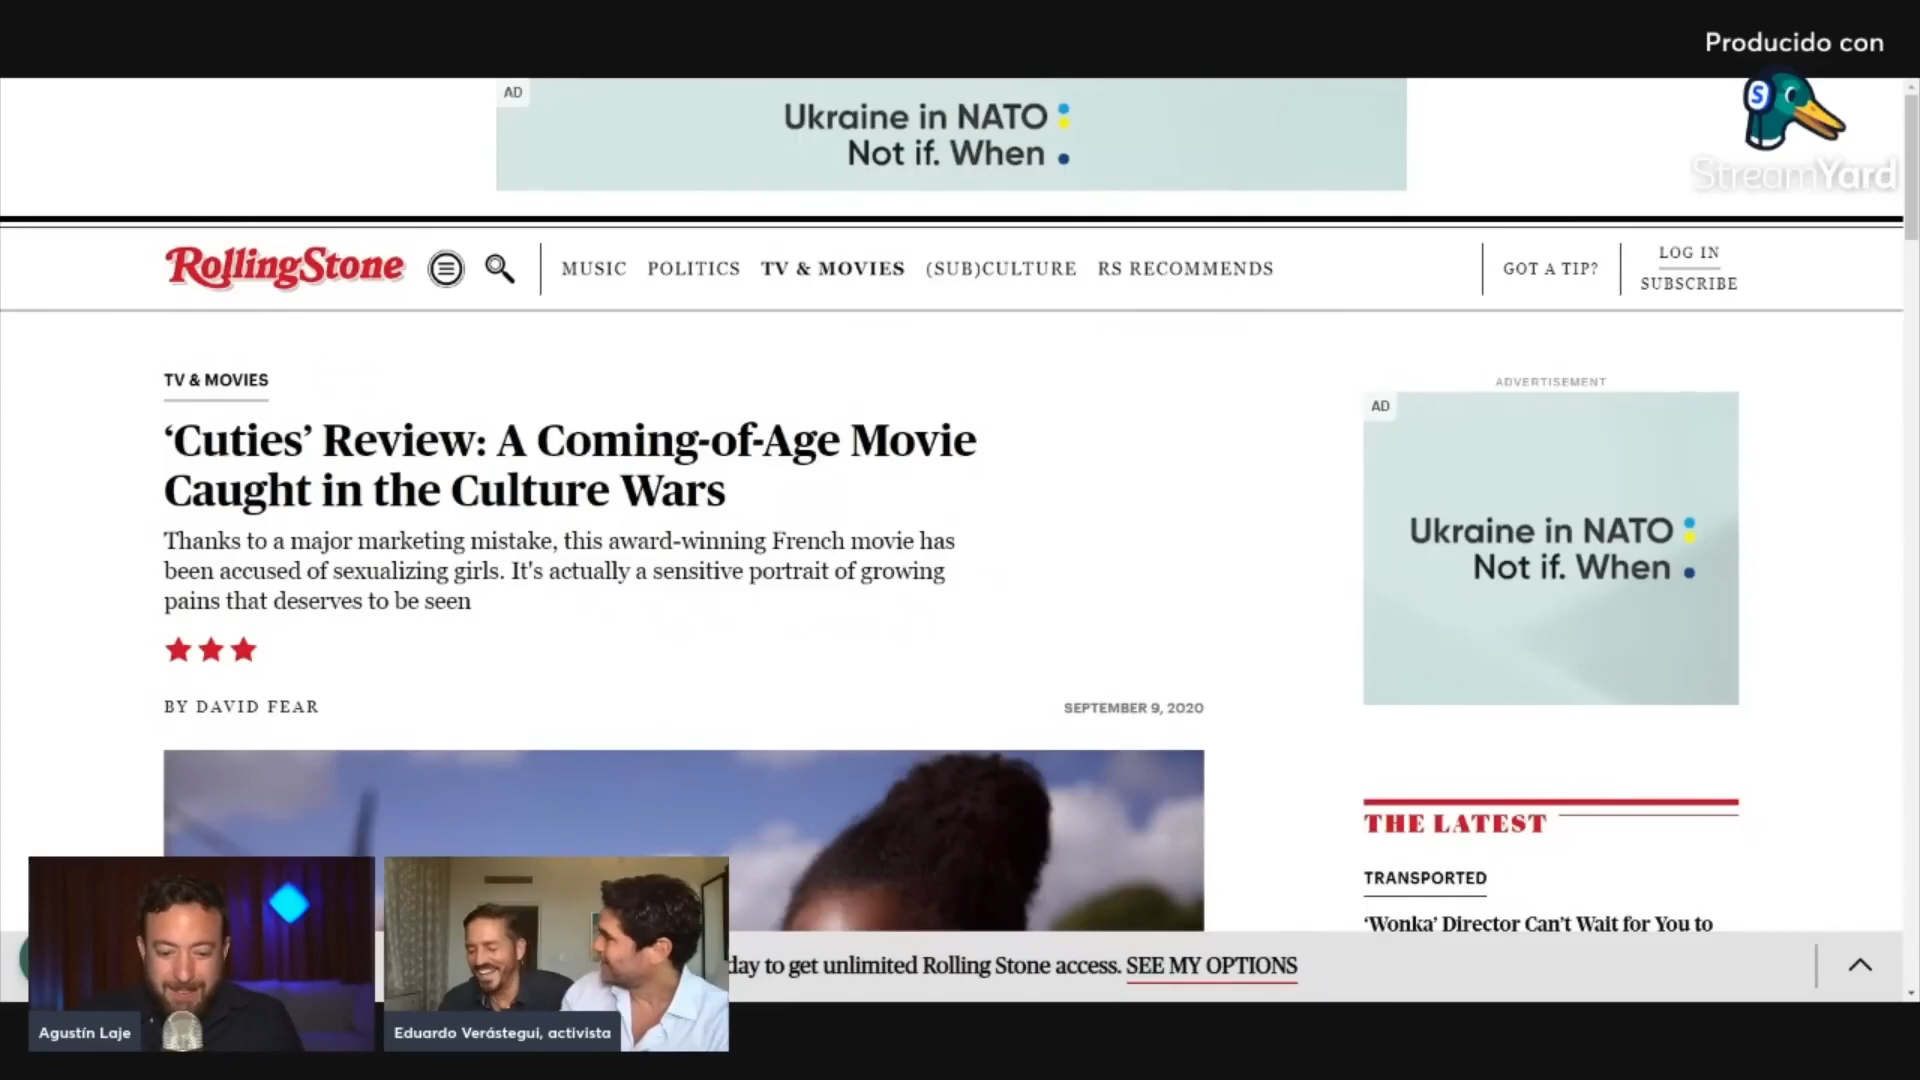 Producido con
StreamYard
AD
Ukraine in NATO
Not if. When
RollingStone
MUSIC
POLITICS
TV & MOVIES
(SUB)CULTURE
RS RECOMMENDS
GOT A TIP?
LOG IN
SUBSCRIBE
TV & MOVIES
‘Cuties’ Review: A Coming-of-Age Movie
Caught in the Culture Wars
Thanks to a major marketing mistake, this award-winning French movie has
been accused of sexualizing girls. It's actually a sensitive portrait of growing
pains that deserves to be seen
BY DAVID FEAR
SEPTEMBER 9, 2020
ADVERTISEMENT
AD
Ukraine in NATO
Not if. When
THE LATEST
TRANSPORTED
‘Wonka’ Director Can’t Wait for You to
day to get unlimited Rolling Stone access. SEE MY OPTIONS
Agustín Laje
Eduardo Verástegui, activista